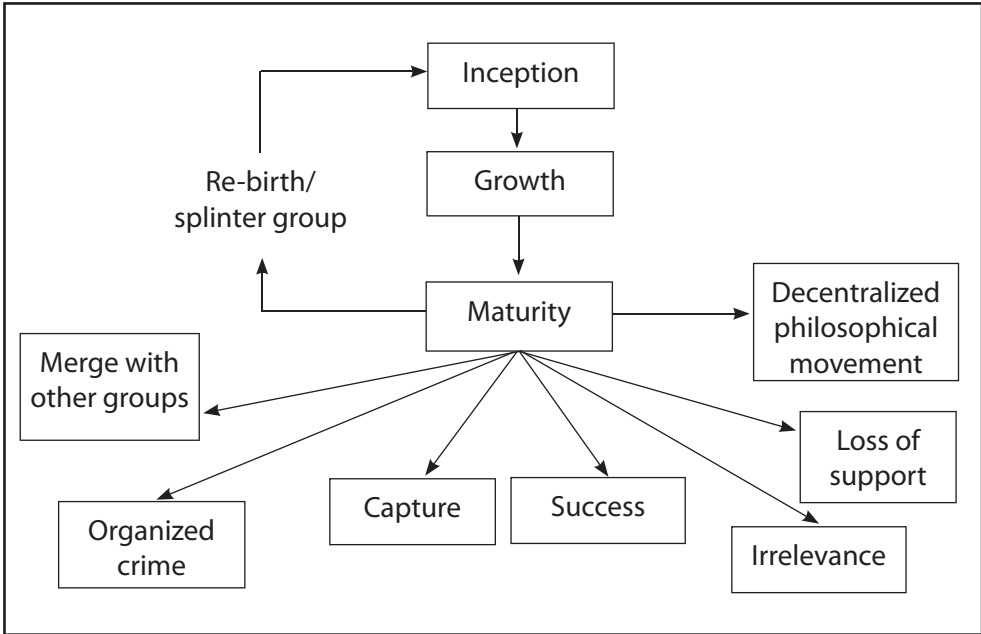 Inception
Growth
Re-birth/
splinter group
Maturity
Decentralized
philosophical
movement
Merge with
other groups
Loss of
support
Organized
crime
Capture
Success
Irrelevance